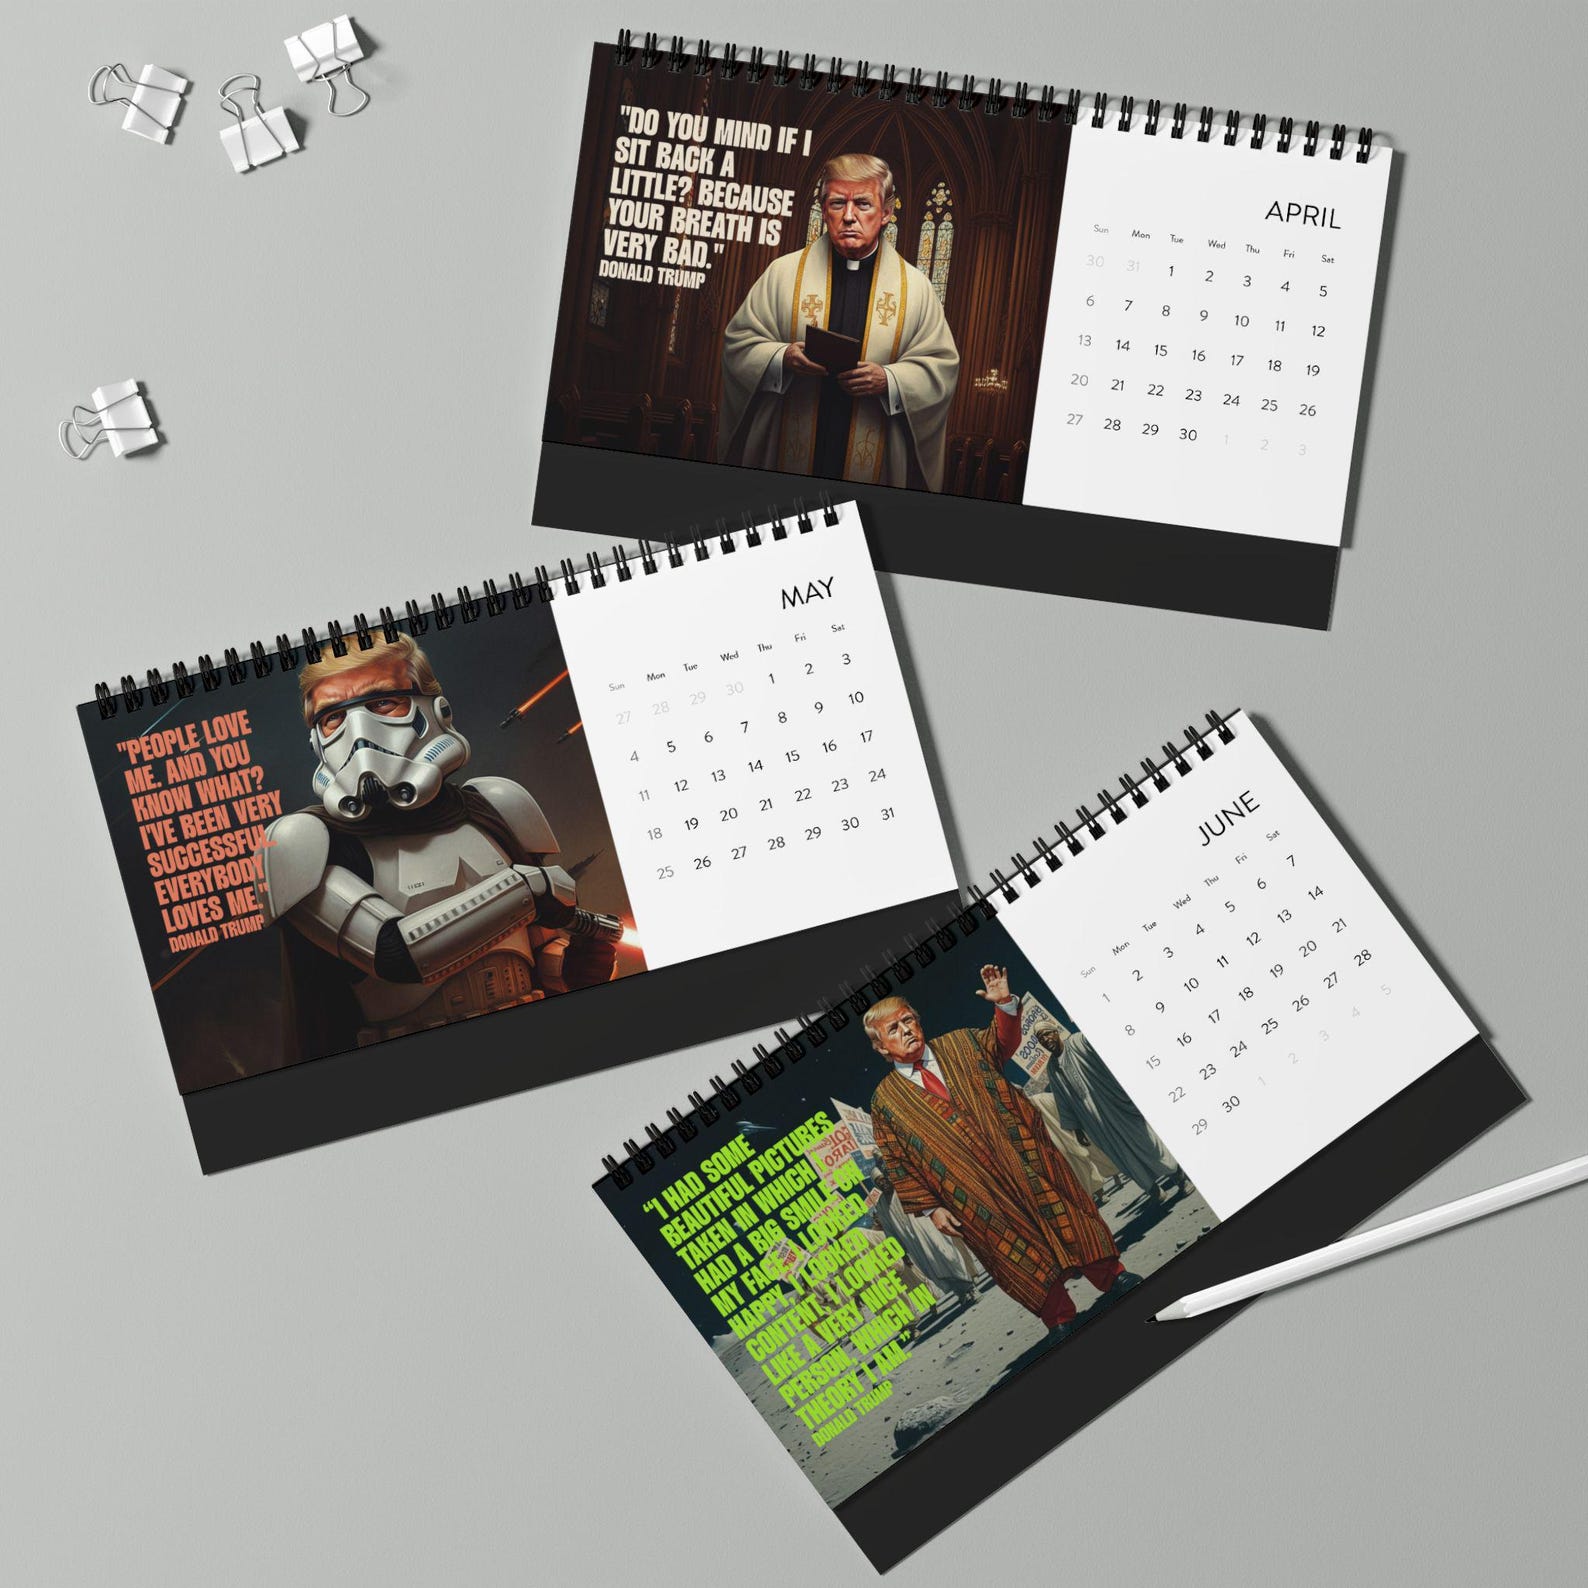 "DO YOU MIND IF I
SIT BACK A
LITTLE? BECAUSE
YOUR BREATH IS
VERY BAD."
DONALD TRUMP
APRIL
Sun Mon Tue Wed Thu Fri Sat
30 31 1 2 3 4 5
6 7 8 9 10 11 12
13 14 15 16 17 18 19
20 21 22 23 24 25 26
27 28 29 30 1 2 3
"PEOPLE LOVE
ME. AND YOU
KNOW WHAT?
I'VE BEEN VERY
SUCCESSFUL.
EVERYBODY
LOVES ME."
DONALD TRUMP
MAY
Sun Mon Tue Wed Thu Fri Sat
27 28 29 30 1 2 3
4 5 6 7 8 9 10
11 12 13 14 15 16 17
18 19 20 21 22 23 24
25 26 27 28 29 30 31
“I HAD SOME
BEAUTIFUL PICTURES
TAKEN IN WHICH I
HAD A BIG SMILE ON
MY FACE. I LOOKED
HAPPY, I LOOKED
CONTENT, I LOOKED
LIKE A VERY NICE
PERSON, WHICH IN
THEORY I AM.”
DONALD TRUMP
JUNE
Sun Mon Tue Wed Thu Fri Sat
1 2 3 4 5 6 7
8 9 10 11 12 13 14
15 16 17 18 19 20 21
22 23 24 25 26 27 28
29 30 1 2 3 4 5